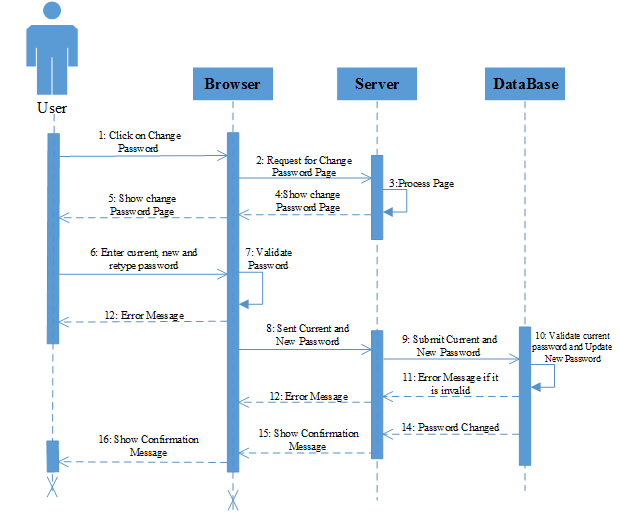 User
Browser
Server
DataBase
1: Click on Change
Password
2: Request for Change
Password Page
3:Process Page
4:Show change
Password Page
5: Show change
Password Page
6: Enter current, new and
retype password
7: Validate
Password
12: Error Message
8: Sent Current and
New Password
9: Submit Current and
New Password
10: Validate current
password and Update
New Password
11: Error Message if it
is invalid
12: Error Message
14: Password Changed
15: Show Confirmation
Message
16: Show Confirmation
Message